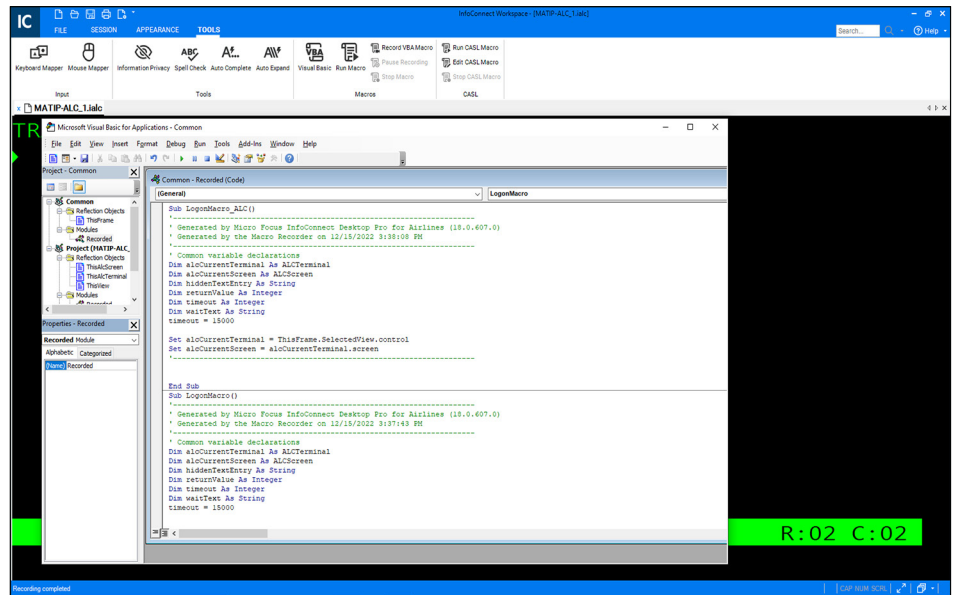 IC
InfoConnect Workspace - [MATIP-ALC_1.ialc]
FILE SESSION APPEARANCE TOOLS
Search... Help
Keyboard Mapper Mouse Mapper Information Privacy Spell Check Auto Complete Auto Expand Visual Basic Run Macro
Record VBA Macro Run CASL Macro
Pause Recording Edit CASL Macro
Stop Macro Stop CASL Macro
Input Tools Macros CASL
x MATIP-ALC_1.ialc
TR
Microsoft Visual Basic for Applications - Common
File Edit View Insert Format Debug Run Tools Add-Ins Window Help
Project - Common
Common
Reflection Objects
ThisFrame
Modules
Recorded
Project (MATIP-ALC_
Reflection Objects
ThisAlcScreen
ThisAlcTerminal
ThisView
Modules
Recorded
Properties - Recorded
Recorded Module
Alphabetic Categorized
(Name) Recorded
Common - Recorded (Code)
(General) LogonMacro
Sub LogonMacro_ALC()
'----------------------------------------------------------------------
' Generated by Micro Focus InfoConnect Desktop Pro for Airlines (18.0.607.0)
' Generated by the Macro Recorder on 12/15/2022 3:38:08 PM
'----------------------------------------------------------------------
' Common variable declarations
Dim alcCurrentTerminal As ALCTerminal
Dim alcCurrentScreen As ALCScreen
Dim hiddenTextEntry As String
Dim returnValue As Integer
Dim timeout As Integer
Dim waitText As String
timeout = 15000
Set alcCurrentTerminal = ThisFrame.SelectedView.control
Set alcCurrentScreen = alcCurrentTerminal.screen
'----------------------------------------------------------------------
End Sub
Sub LogonMacro()
'----------------------------------------------------------------------
' Generated by Micro Focus InfoConnect Desktop Pro for Airlines (18.0.607.0)
' Generated by the Macro Recorder on 12/15/2022 3:37:43 PM
'----------------------------------------------------------------------
' Common variable declarations
Dim alcCurrentTerminal As ALCTerminal
Dim alcCurrentScreen As ALCScreen
Dim hiddenTextEntry As String
Dim returnValue As Integer
Dim timeout As Integer
Dim waitText As String
timeout = 15000
R:02 C:02
Recording completed
CAP NUM SCRL